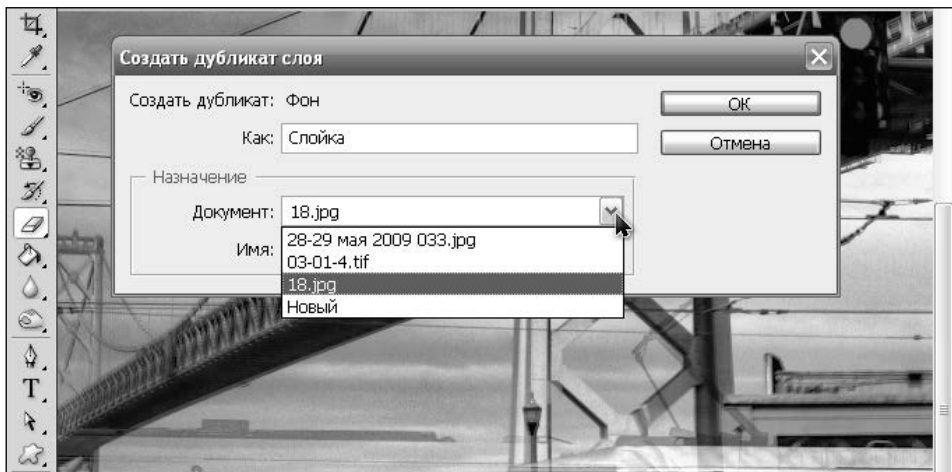 Создать дубликат слоя
Создать дубликат: Фон
ОК
Как: Слойка
Отмена
Назначение
Документ: 18.jpg
Имя:
28-29 мая 2009 033.jpg
03-01-4.tif
18.jpg
Новый
T